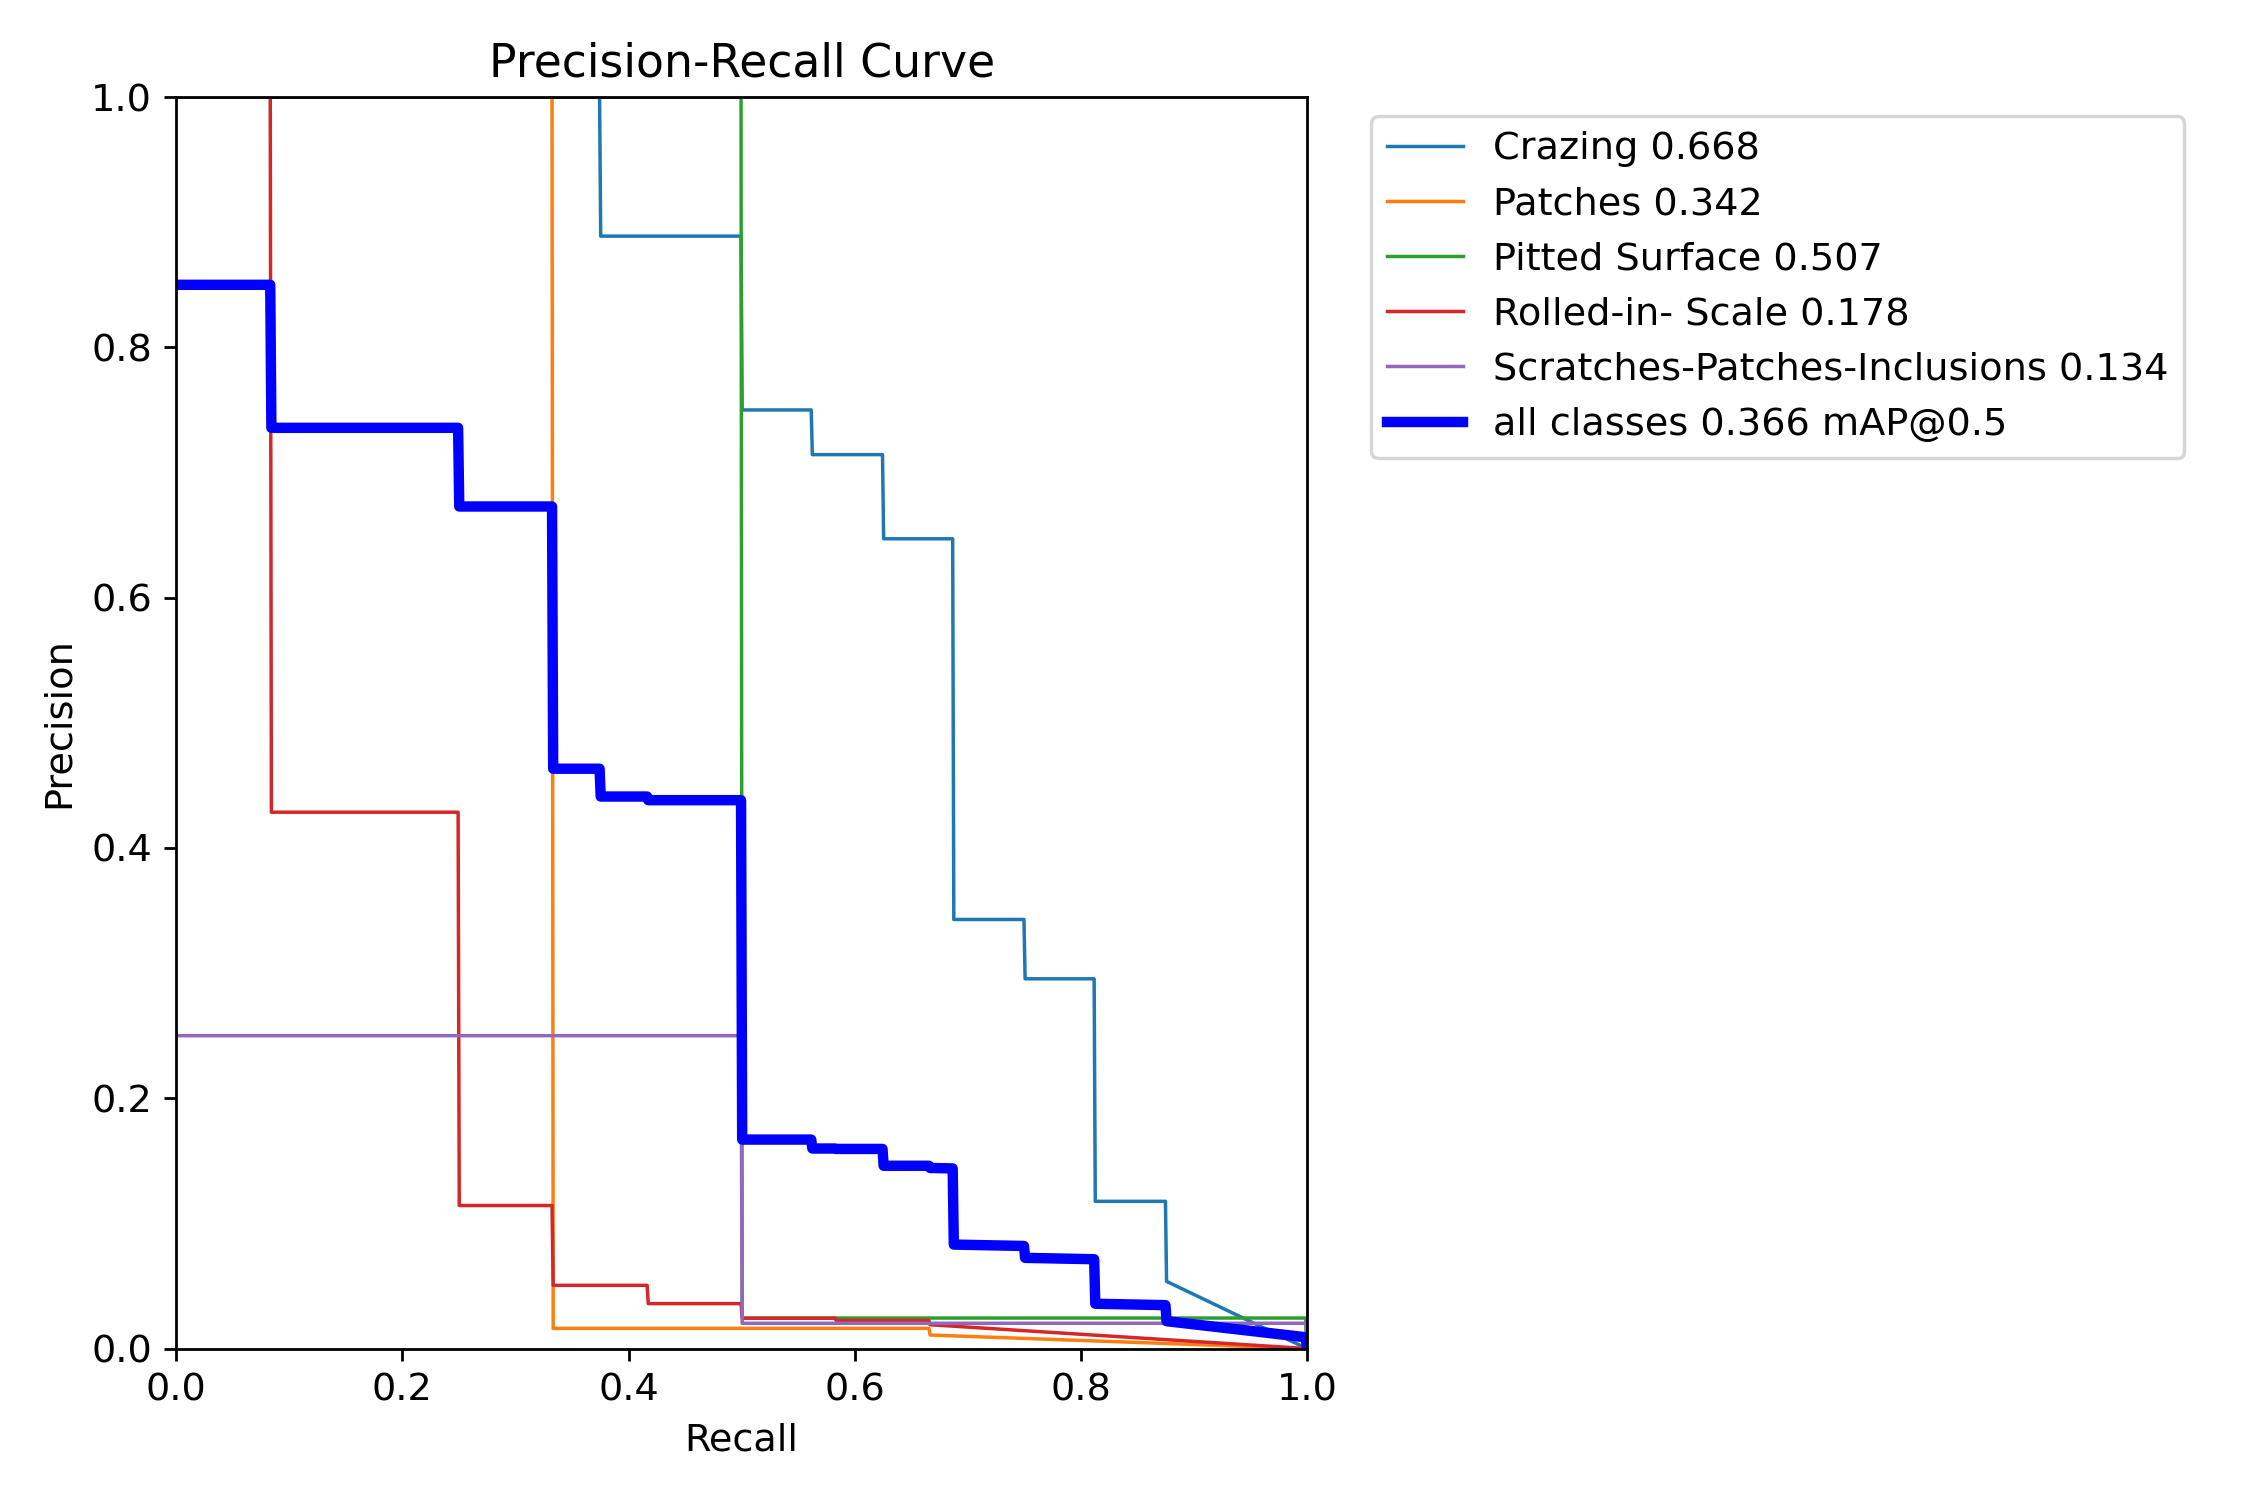 Precision-Recall Curve
1.0
0.8
0.6
0.4
0.2
0.0
Precision
0.0 0.2 0.4 0.6 0.8 1.0
Recall
Crazing 0.668
Patches 0.342
Pitted Surface 0.507
Rolled-in- Scale 0.178
Scratches-Patches-Inclusions 0.134
all classes 0.366 mAP@0.5